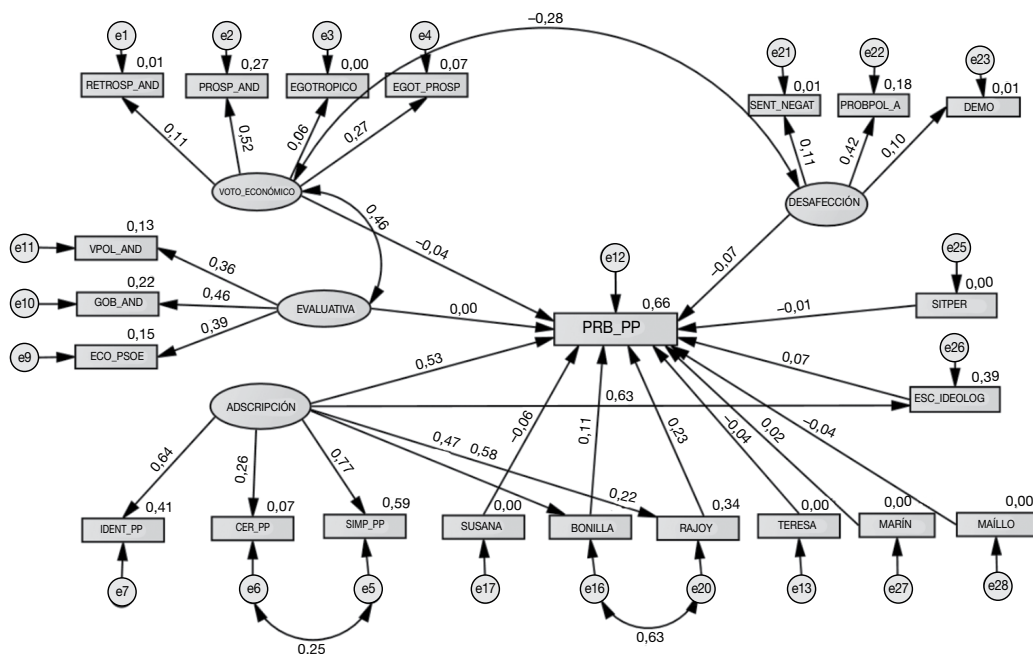 −0,28
e1
e2
e3
e4
0,01
0,27
0,00
0,07
RETROSP_AND
PROSP_AND
EGOTROPICO
EGOT_PROSP
0,11
0,52
0,06
0,27
VOTO_ECONÓMICO
e21
e22
e23
0,01
0,18
0,01
SENT_NEGAT
PROBPOL_A
DEMO
0,11
0,42
0,10
DESAFECCIÓN
0,46
−0,04
−0,07
e11
0,13
VPOL_AND
0,36
e10
0,22
GOB_AND
0,46
EVALUATIVA
0,00
e9
0,15
ECO_PSOE
0,39
e12
0,66
PRB_PP
e25
0,00
SITPER
−0,01
e26
0,39
ESC_IDEOLOG
0,07
ADSCRIPCIÓN
0,53
0,63
0,64
0,26
0,77
0,47
0,58
−0,06
0,11
0,23
−0,04
0,02
−0,04
0,41
0,07
0,59
0,00
0,22
0,34
0,00
0,00
0,00
IDENT_PP
CER_PP
SIMP_PP
SUSANA
BONILLA
RAJOY
TERESA
MARÍN
MAÍLLO
e7
e6
e5
e17
e16
e20
e13
e27
e28
0,25
0,63